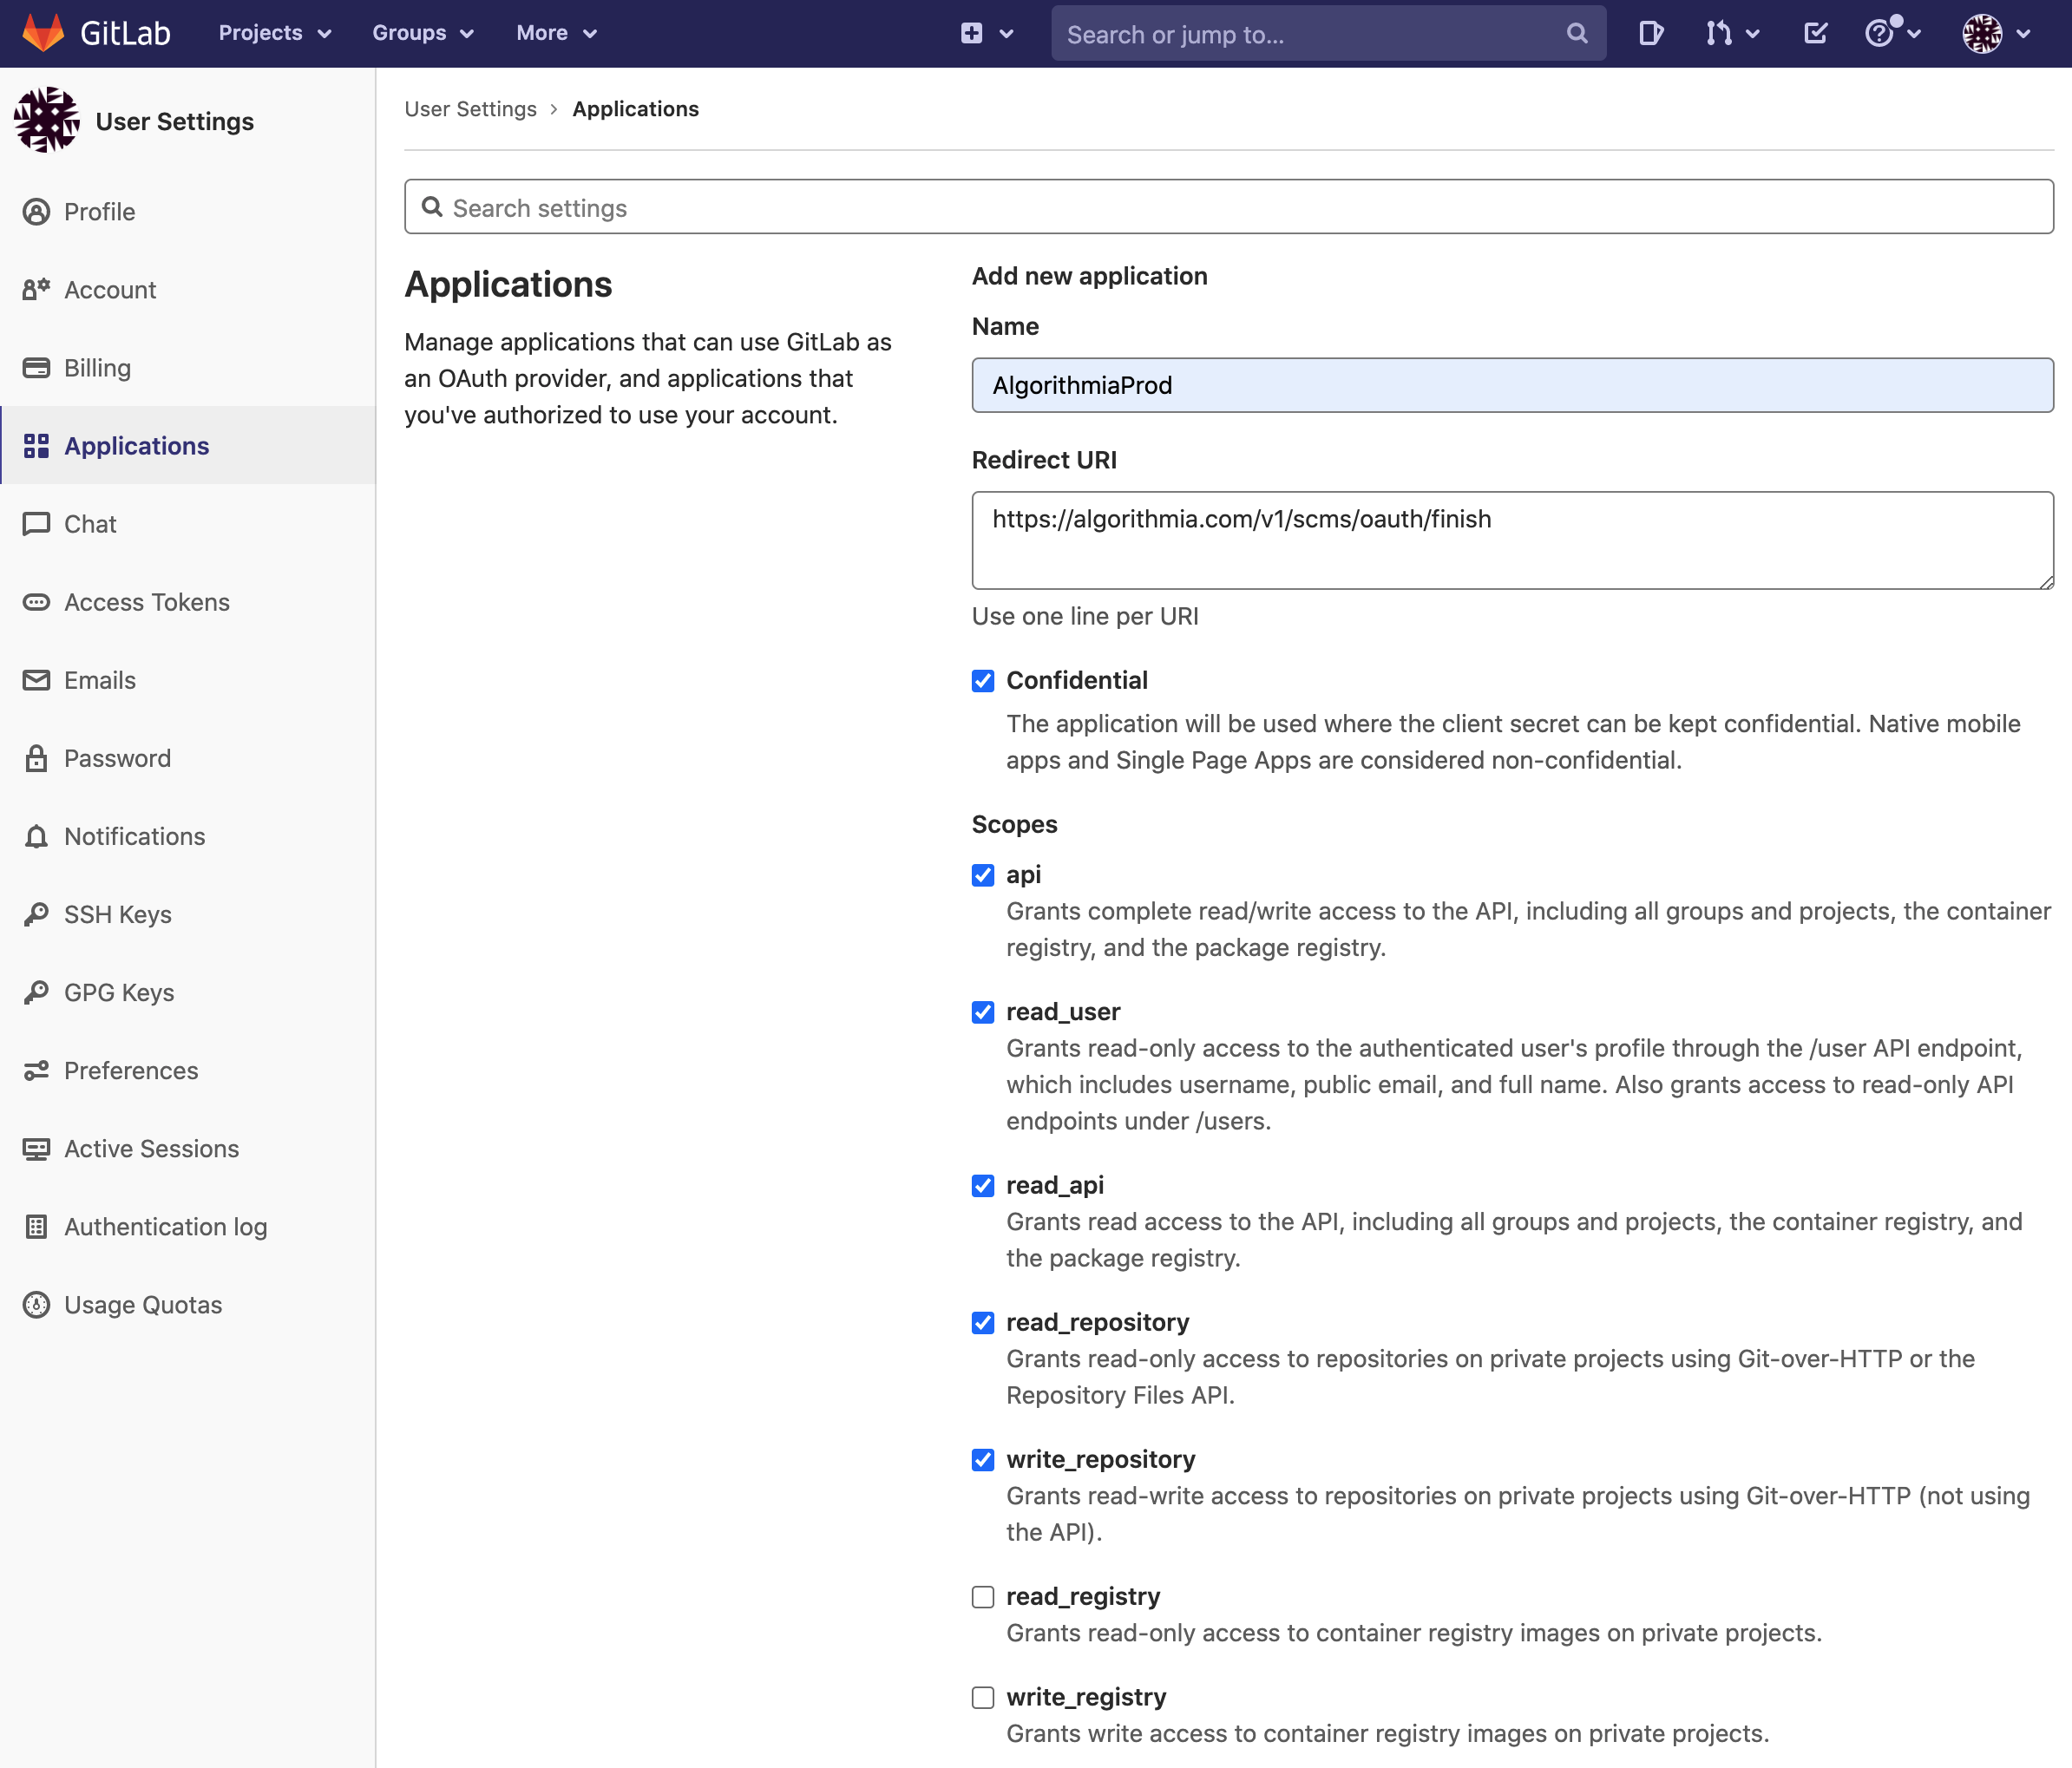 GitLab Projects Groups More Search or jump to...
User Settings
Profile
Account
Billing
Applications
Chat
Access Tokens
Emails
Password
Notifications
SSH Keys
GPG Keys
Preferences
Active Sessions
Authentication log
Usage Quotas
User Settings › Applications
Search settings
Applications
Manage applications that can use GitLab as
an OAuth provider, and applications that
you've authorized to use your account.
Add new application
Name
AlgorithmiaProd
Redirect URI
https://algorithmia.com/v1/scms/oauth/finish
Use one line per URI
Confidential
The application will be used where the client secret can be kept confidential. Native mobile
apps and Single Page Apps are considered non-confidential.
Scopes
api
Grants complete read/write access to the API, including all groups and projects, the container
registry, and the package registry.
read_user
Grants read-only access to the authenticated user's profile through the /user API endpoint,
which includes username, public email, and full name. Also grants access to read-only API
endpoints under /users.
read_api
Grants read access to the API, including all groups and projects, the container registry, and
the package registry.
read_repository
Grants read-only access to repositories on private projects using Git-over-HTTP or the
Repository Files API.
write_repository
Grants read-write access to repositories on private projects using Git-over-HTTP (not using
the API).
read_registry
Grants read-only access to container registry images on private projects.
write_registry
Grants write access to container registry images on private projects.